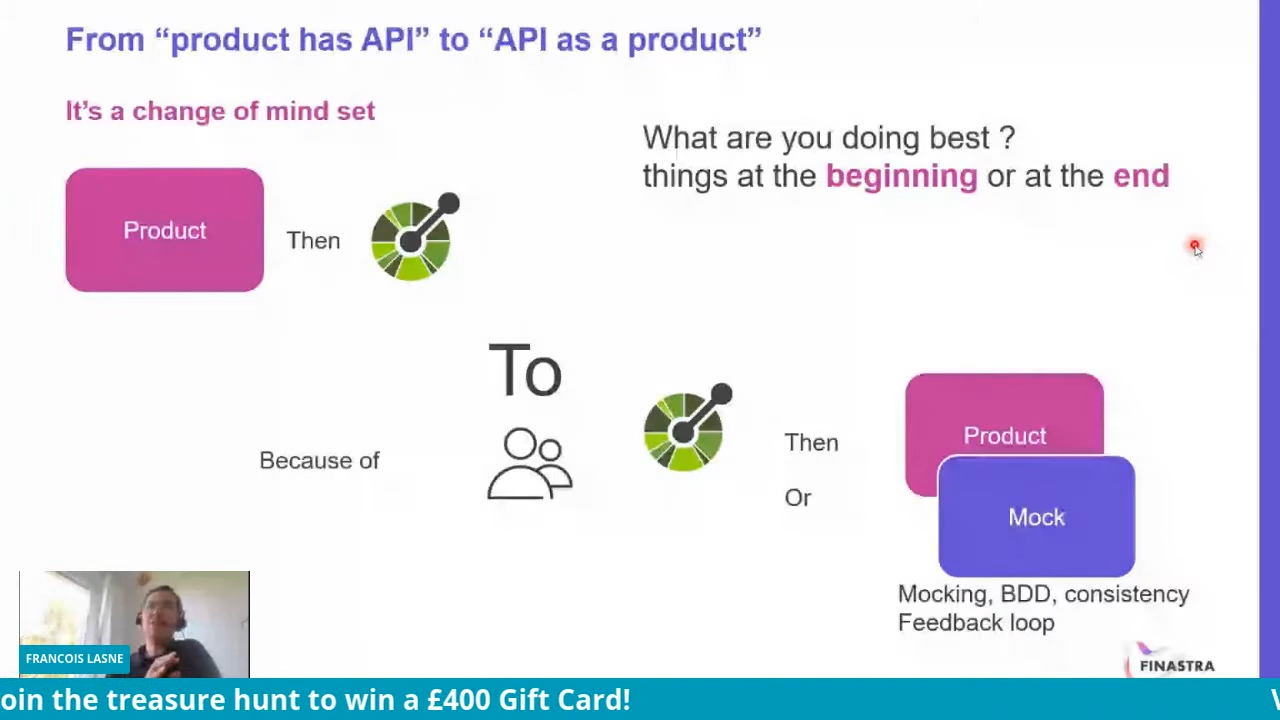 From “product has API” to “API as a product”
It’s a change of mind set
What are you doing best ?
things at the beginning or at the end
Product
Then
To
Because of
Then
Or
Product
Mock
Mocking, BDD, consistency
Feedback loop
FRANCOIS LASNE
FINASTRA
oin the treasure hunt to win a £400 Gift Card!